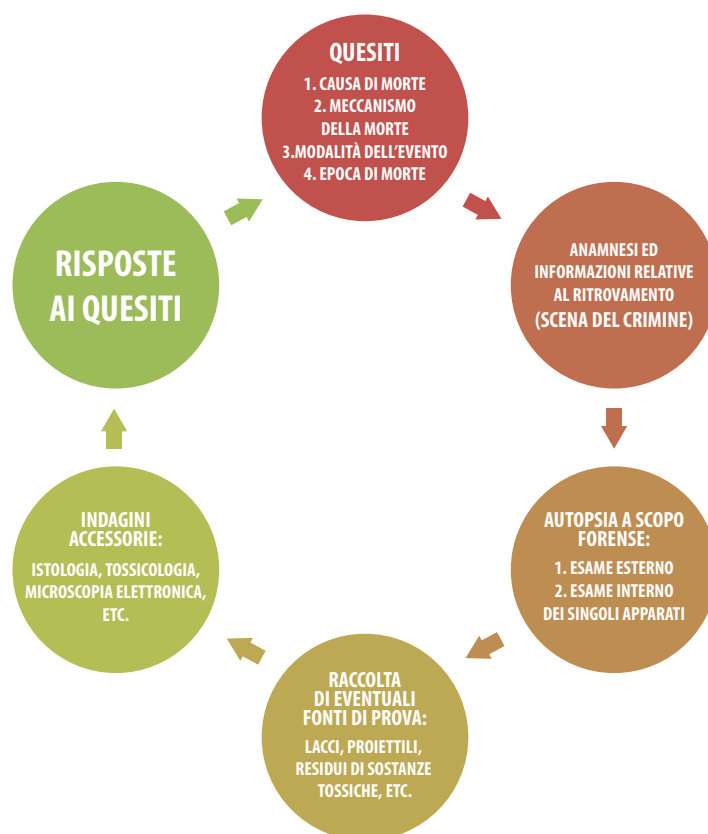 QUESITI
1. CAUSA DI MORTE
2. MECCANISMO
DELLA MORTE
3.MODALITÀ DELL'EVENTO
4. EPOCA DI MORTE
ANAMNESI ED
INFORMAZIONI RELATIVE
AL RITROVAMENTO
(SCENA DEL CRIMINE)
AUTOPSIA A SCOPO
FORENSE:
1. ESAME ESTERNO
2. ESAME INTERNO
DEI SINGOLI APPARATI
RACCOLTA
DI EVENTUALI
FONTI DI PROVA:
LACCI, PROIETTILI,
RESIDUI DI SOSTANZE
TOSSICHE, ETC.
INDAGINI
ACCESSORIE:
ISTOLOGIA, TOSSICOLOGIA,
MICROSCOPIA ELETTRONICA,
ETC.
RISPOSTE
AI QUESITI